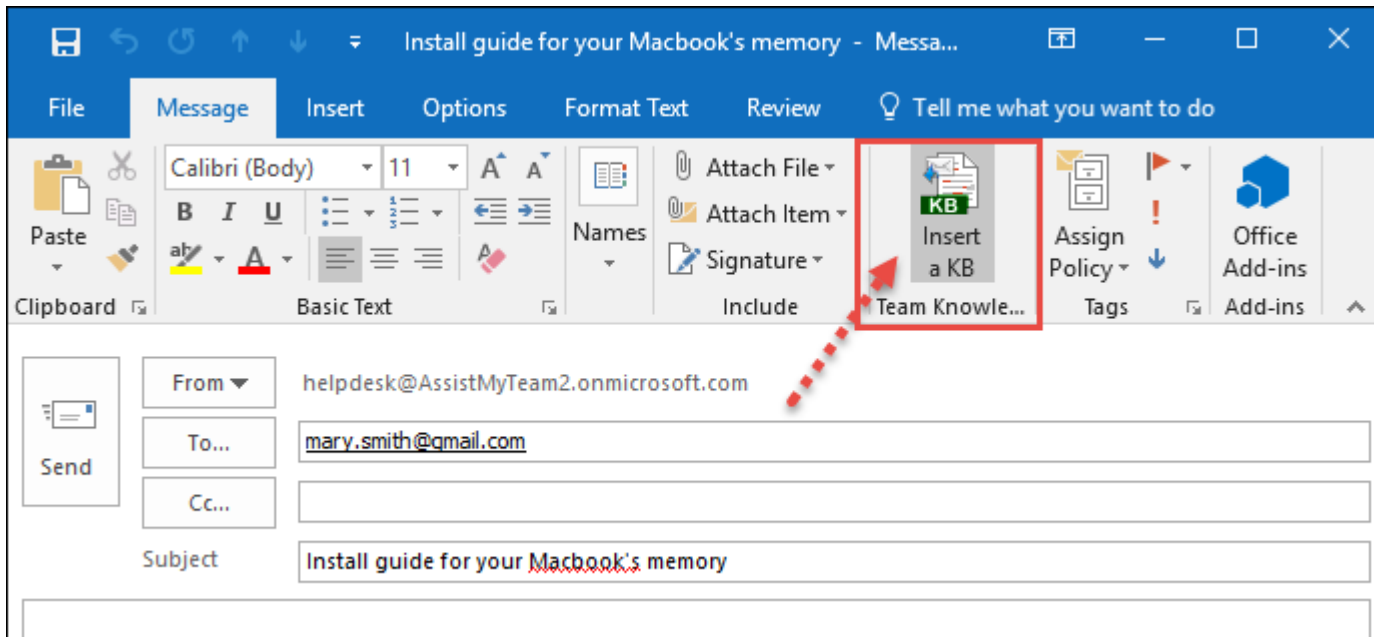 Install guide for your Macbook's memory - Messa...
File Message Insert Options Format Text Review Tell me what you want to do
Calibri (Body) 11 A A
Attach File
KB
B I U
Attach Item
Paste
Names
Insert
a KB
Assign
Policy
Office
Add-ins
aby A
Signature
Clipboard Basic Text Include Team Knowle... Tags Add-ins
From helpdesk@AssistMyTeam2.onmicrosoft.com
To... mary.smith@gmail.com
Send
Cc...
Subject Install guide for your Macbook's memory